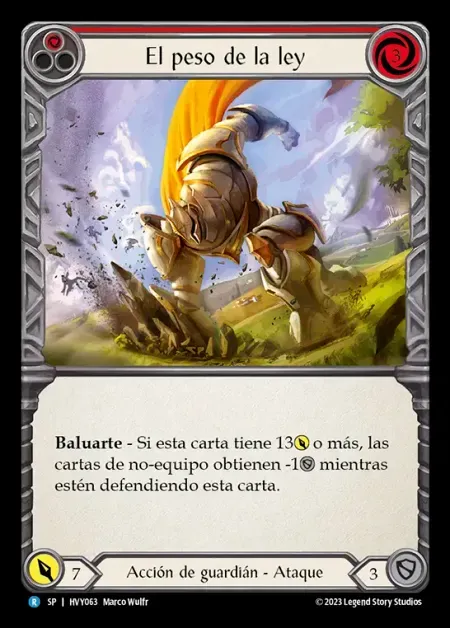 El peso de la ley
3
Baluarte - Si esta carta tiene 13 o más, las
cartas de no-equipo obtienen -1 mientras
estén defendiendo esta carta.
7 Acción de guardián - Ataque 3
R SP | HVY063 Marco Wulfr © 2023 Legend Story Studios